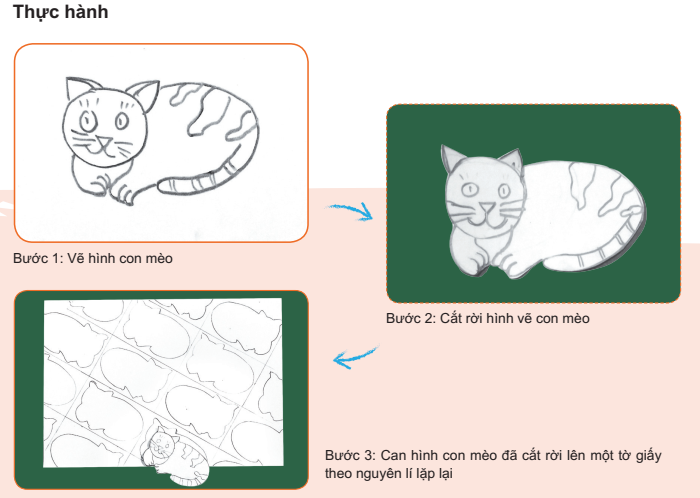 Thực hành
Bước 1: Vẽ hình con mèo
Bước 2: Cắt rời hình vẽ con mèo
Bước 3: Can hình con mèo đã cắt rời lên một tờ giấy
theo nguyên lí lặp lại